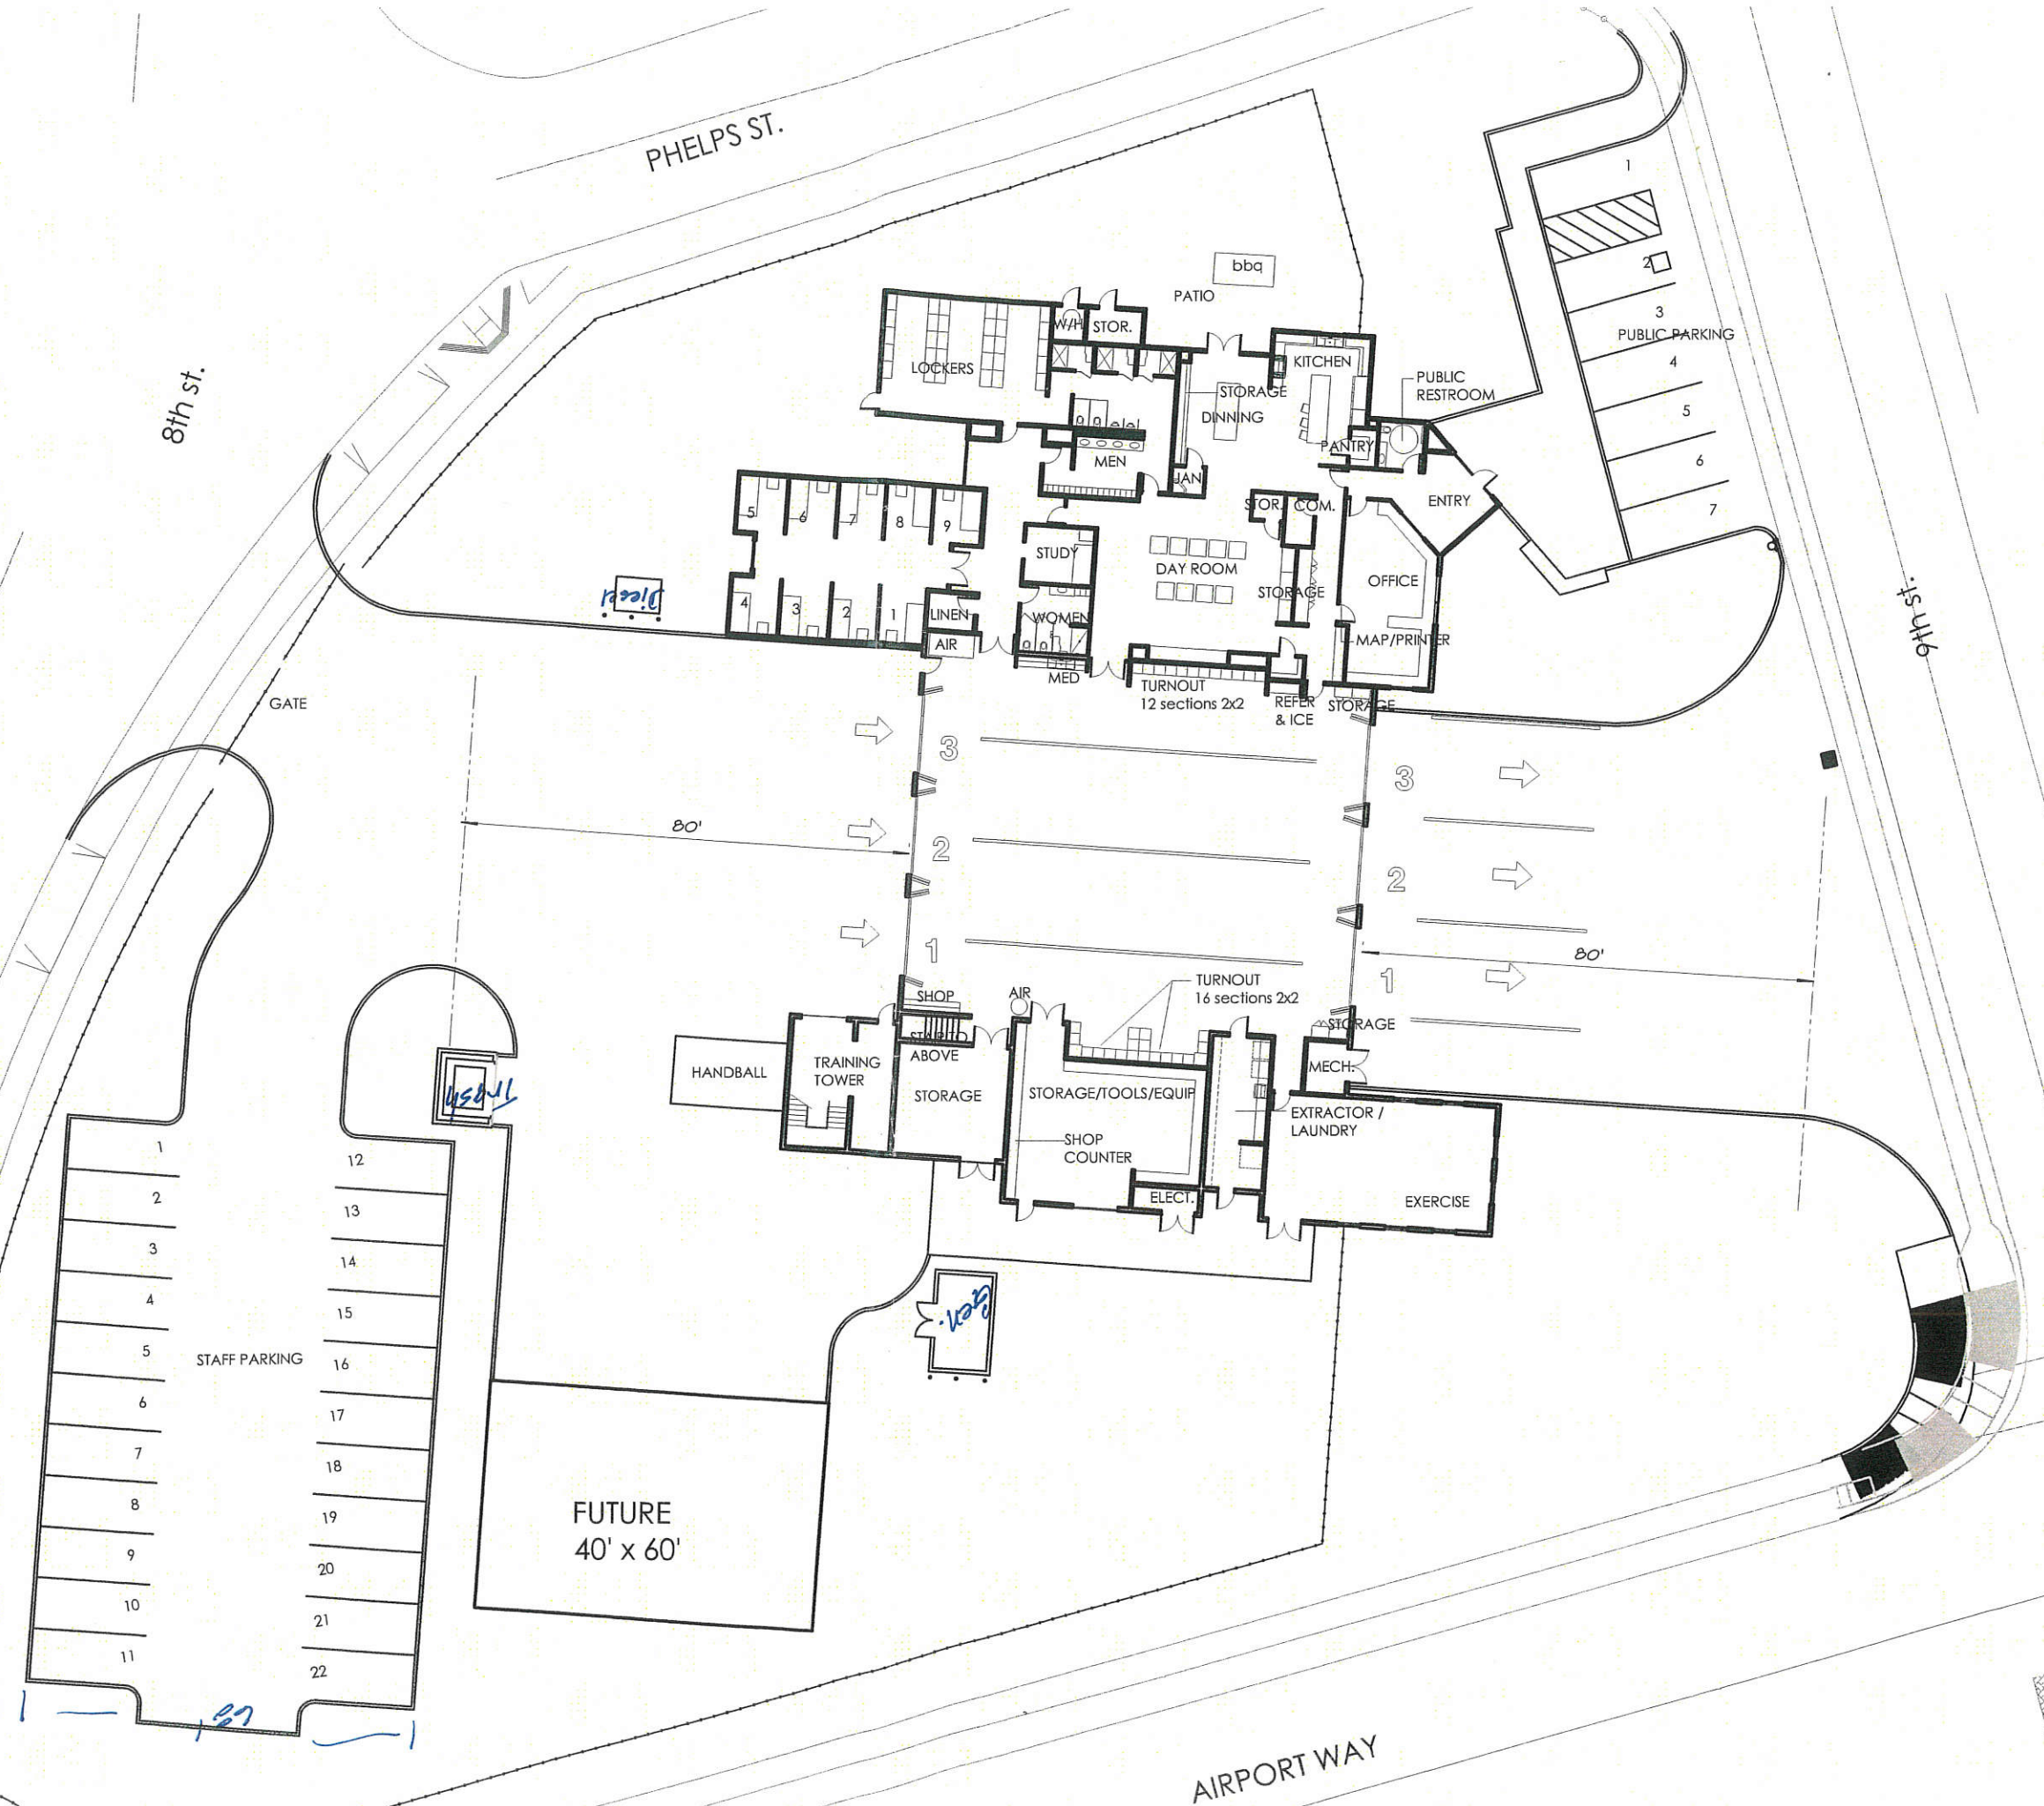 PHELPS ST.
8th st.
9th st.
AIRPORT WAY
bbq
PATIO
1
2
3
PUBLIC PARKING
4
5
6
7
W/H
STOR.
LOCKERS
KITCHEN
STORAGE
DINNING
PUBLIC
RESTROOM
PANTRY
MEN
JAN
ENTRY
STOR.
COM.
5
6
7
8
9
STUDY
DAY ROOM
STORAGE
OFFICE
4
3
2
1
LINEN
WOMEN
MAP/PRINTER
AIR
MED
TURNOUT
12 sections 2x2
REFER
& ICE
STORAGE
Diesel
GATE
3
3
80'
2
2
1
1
80'
SHOP
AIR
TURNOUT
16 sections 2x2
STORAGE
ABOVE
MECH.
HANDBALL
TRAINING
TOWER
STORAGE
STORAGE/TOOLS/EQUIP
EXTRACTOR /
LAUNDRY
SHOP
COUNTER
ELECT.
EXERCISE
Trash
Gen.
1
2
3
4
5
6
7
8
9
10
11
STAFF PARKING
12
13
14
15
16
17
18
19
20
21
22
FUTURE
40' x 60'